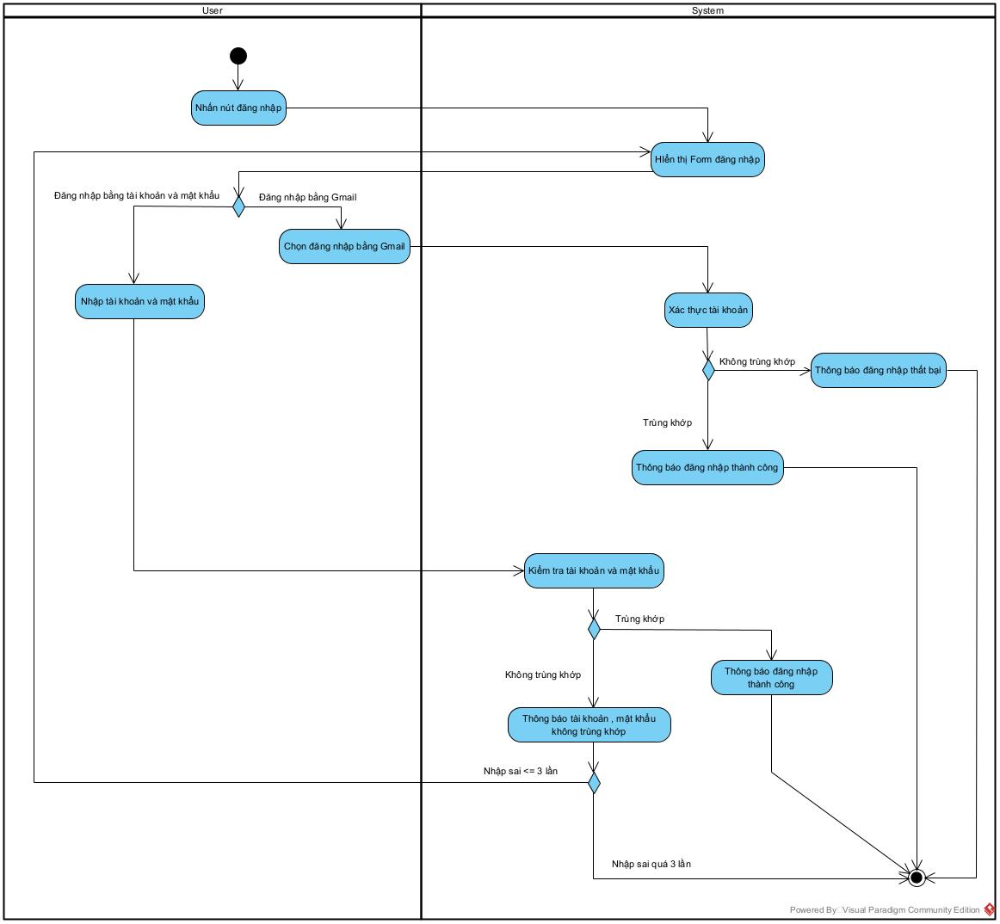 User
System
Nhấn nút đăng nhập
HIển thị Form đăng nhập
Đăng nhập bằng tài khoản và mật khẩu
Đăng nhập bằng Gmail
Chọn đăng nhập bằng Gmail
Nhập tài khoản và mật khẩu
Xác thực tài khoản
Không trùng khớp
Thông báo đăng nhập thất bại
Trùng khớp
Thông báo đăng nhập thành công
Kiểm tra tài khoản và mật khẩu
Trùng khớp
Không trùng khớp
Thông báo đăng nhập
thành công
Thông báo tài khoản , mật khẩu
không trùng khớp
Nhập sai <= 3 lần
Nhập sai quá 3 lần
Powered By Visual Paradigm Community Edition